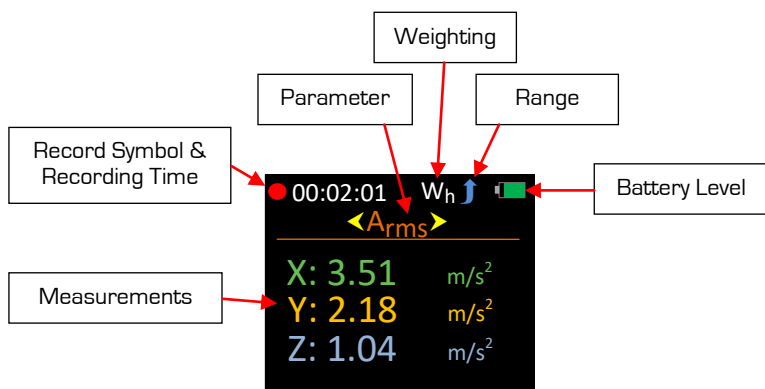 Weighting
Parameter
Range
Record Symbol &
Recording Time
00:02:01 Wh
Battery Level
Arms
X: 3.51 m/s²
Measurements
Y: 2.18 m/s²
Z: 1.04 m/s²